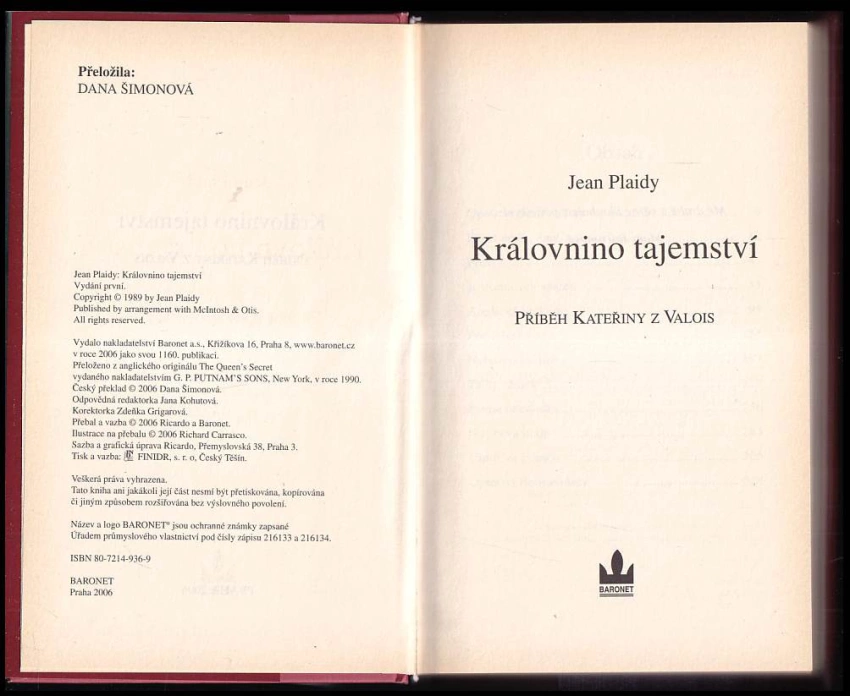 Přeložila:
DANA ŠIMONOVÁ
Jean Plaidy: Královnino tajemství
Vydání první.
Copyright © 1989 by Jean Plaidy
Published by arrangement with McIntosh & Otis.
All rights reserved.
Vydalo nakladatelství Baronet a.s., Křižíkova 16, Praha 8, www.baronet.cz
v roce 2006 jako svou 1160. publikaci.
Přeloženo z anglického originálu The Queen's Secret
vydaného nakladatelstvím G. P. PUTNAM'S SONS, New York, v roce 1990.
Český překlad © 2006 Dana Šimonová.
Odpovědná redaktorka Jana Kohutová.
Korektorka Zdeňka Grigarová.
Přebal a vazba © 2006 Ricardo a Baronet.
Ilustrace na přebalu © 2006 Richard Carrasco.
Sazba a grafická úprava Ricardo, Přemyslovská 38, Praha 3.
Tisk a vazba: FINIDR, s. r. o, Český Těšín.
Veškerá práva vyhrazena.
Tato kniha ani jakákoli její část nesmí být přetiskována, kopírována
či jiným způsobem rozšiřována bez výslovného povolení.
Název a logo BARONET® jsou ochranné známky zapsané
Úřadem průmyslového vlastnictví pod čísly zápisu 216133 a 216134.
ISBN 80-7214-936-9
BARONET
Praha 2006
Jean Plaidy
Královnino tajemství
PŘÍBĚH KATEŘINY Z VALOIS
BARONET